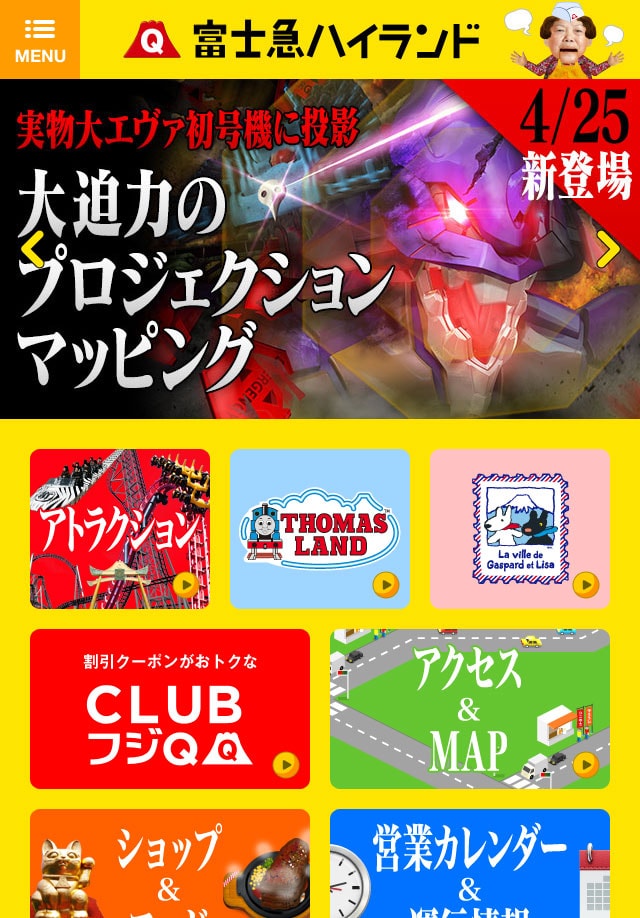 MENU
Q 富士急ハイランド
実物大エヴァ初号機に投影
4/25
新登場
大迫力の
プロジェクション
マッピング
アトラクション
THOMAS
LAND
La ville de
Gaspard et Lisa
割引クーポンがおトクな
CLUB
フジQ Q
アクセス
&
MAP
ショップ
&
営業カレンダー
&